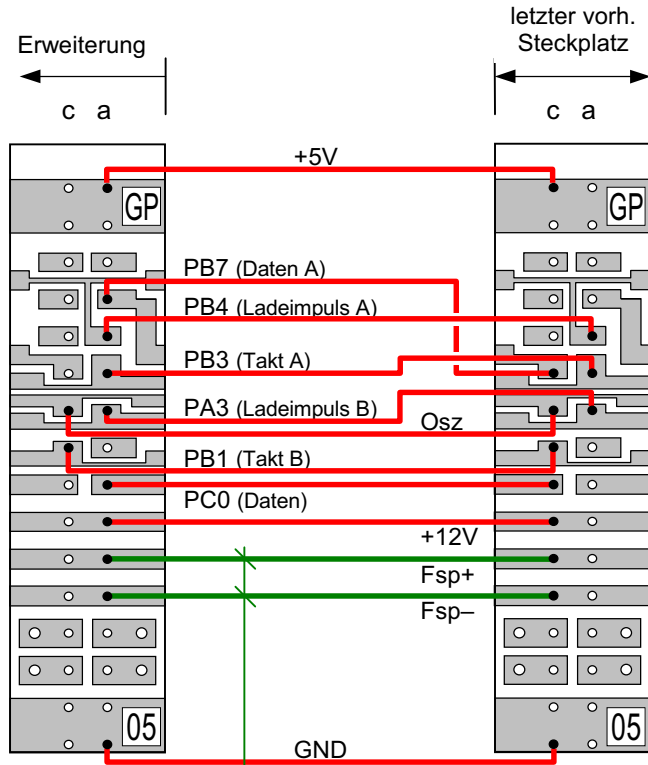 Erweiterung
letzter vorh.
Steckplatz
c a
c a
+5V
GP
GP
PB7 (Daten A)
PB4 (Ladeimpuls A)
PB3 (Takt A)
PA3 (Ladeimpuls B)
Osz
PB1 (Takt B)
PC0 (Daten)
+12V
Fsp+
Fsp–
05
05
GND